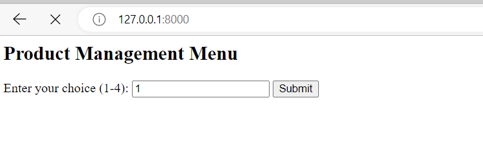 127.0.0.1:8000
Product Management Menu
Enter your choice (1-4): 1 Submit